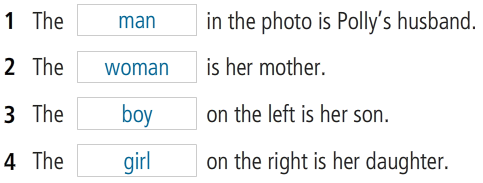 1 The man in the photo is Polly’s husband.
2 The woman is her mother.
3 The boy on the left is her son.
4 The girl on the right is her daughter.